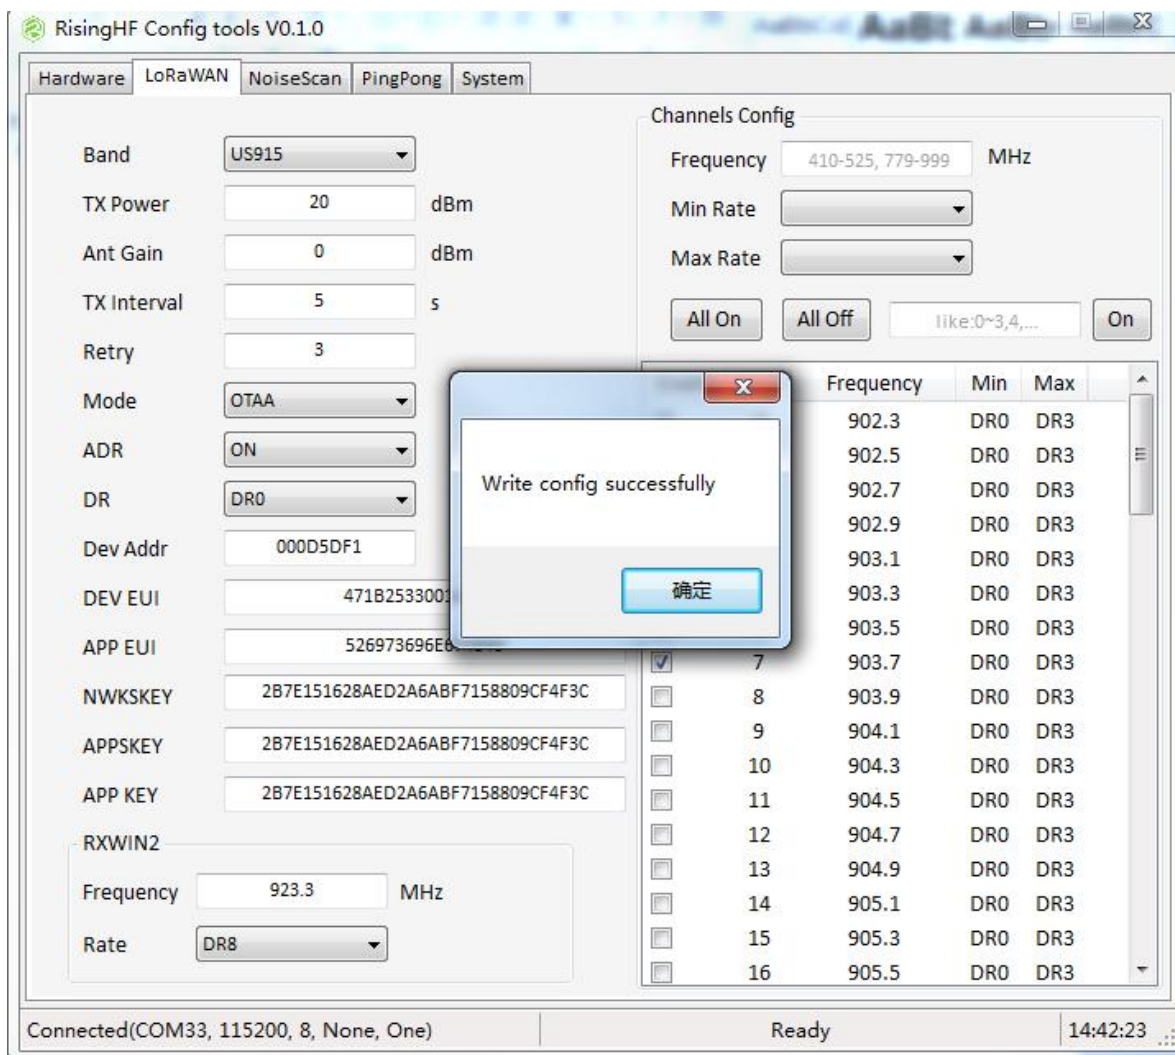 RisingHF Config tools V0.1.0
Hardware LoRaWAN NoiseScan PingPong System
Band US915
TX Power 20 dBm
Ant Gain 0 dBm
TX Interval 5 s
Retry 3
Mode OTAA
ADR ON
DR DR0
Dev Addr 000D5DF1
DEV EUI 471B2533001
APP EUI 526973696E6
NWKSKEY 2B7E151628AED2A6ABF7158809CF4F3C
APPSKEY 2B7E151628AED2A6ABF7158809CF4F3C
APP KEY 2B7E151628AED2A6ABF7158809CF4F3C
RXWIN2
Frequency 923.3 MHz
Rate DR8
Channels Config
Frequency 410-525, 779-999 MHz
Min Rate
Max Rate
All On All Off like:0~3,4,... On
Frequency Min Max
902.3 DR0 DR3
902.5 DR0 DR3
902.7 DR0 DR3
902.9 DR0 DR3
903.1 DR0 DR3
903.3 DR0 DR3
903.5 DR0 DR3
7 903.7 DR0 DR3
8 903.9 DR0 DR3
9 904.1 DR0 DR3
10 904.3 DR0 DR3
11 904.5 DR0 DR3
12 904.7 DR0 DR3
13 904.9 DR0 DR3
14 905.1 DR0 DR3
15 905.3 DR0 DR3
16 905.5 DR0 DR3
Write config successfully
确定
Connected(COM33, 115200, 8, None, One) Ready 14:42:23